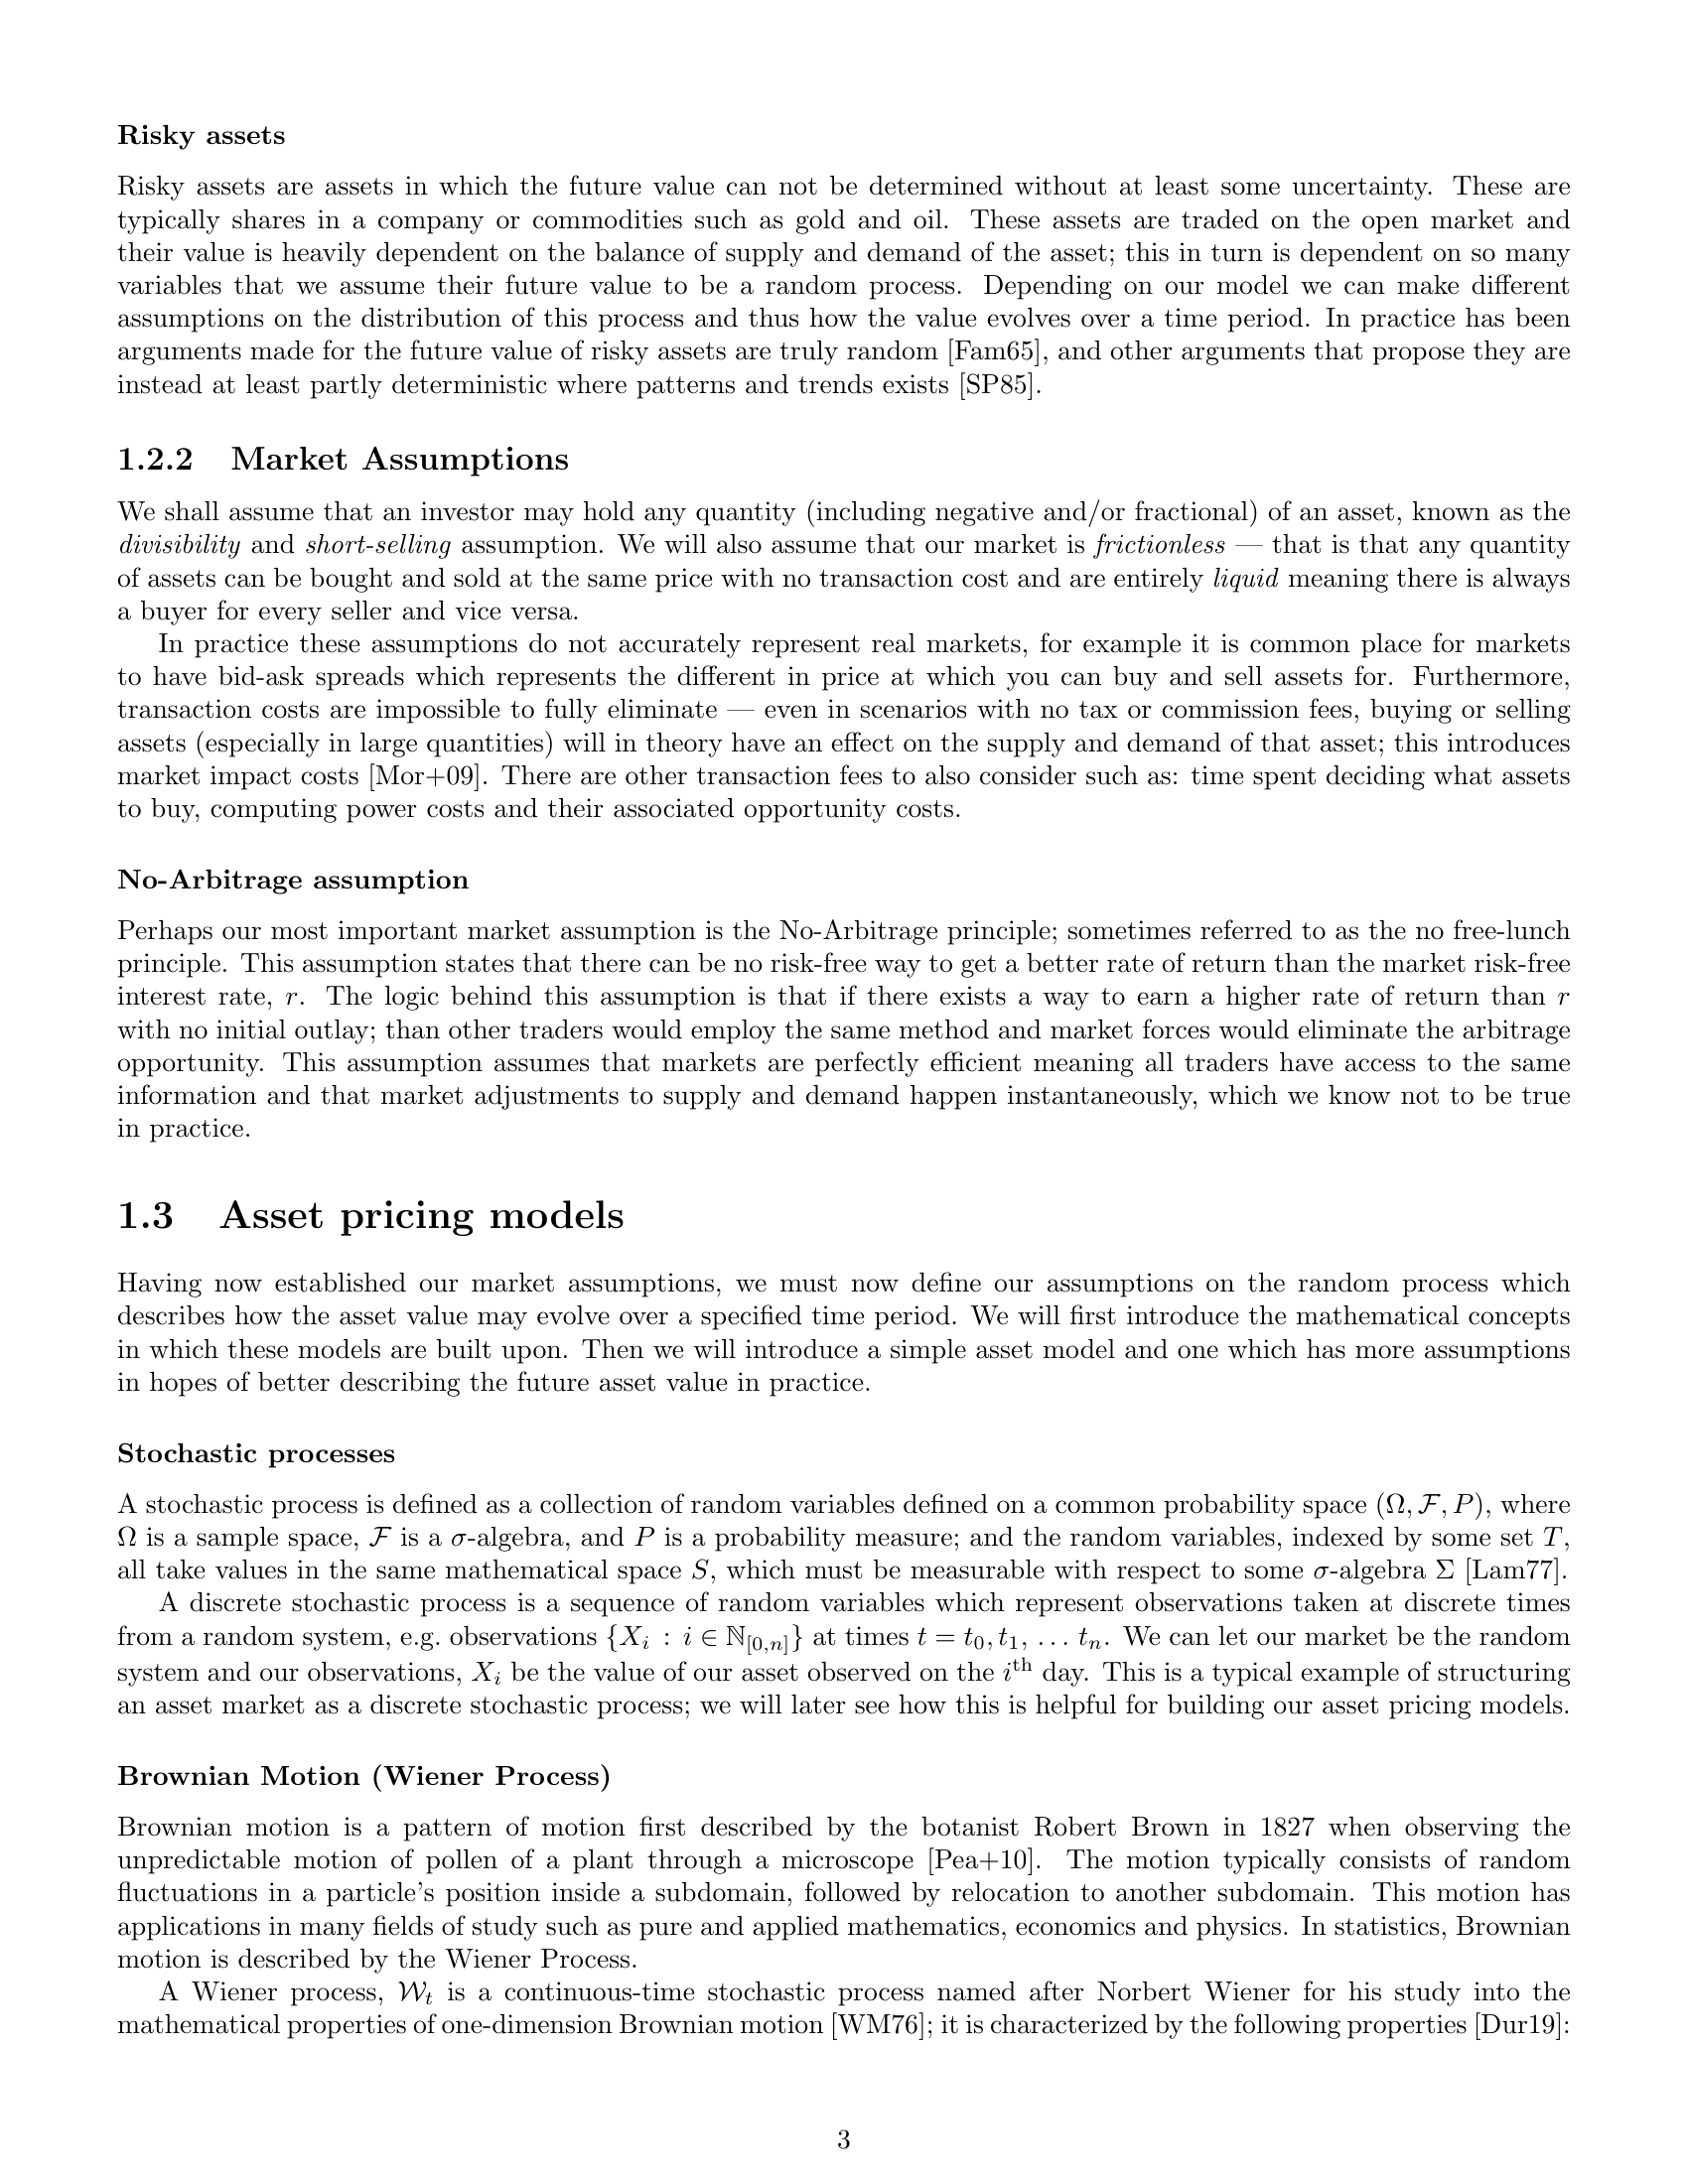 Risky assets
Risky assets are assets in which the future value can not be determined without at least some uncertainty. These are
typically shares in a company or commodities such as gold and oil. These assets are traded on the open market and
their value is heavily dependent on the balance of supply and demand of the asset; this in turn is dependent on so many
variables that we assume their future value to be a random process. Depending on our model we can make different
assumptions on the distribution of this process and thus how the value evolves over a time period. In practice has been
arguments made for the future value of risky assets are truly random [Fam65], and other arguments that propose they are
instead at least partly deterministic where patterns and trends exists [SP85].
1.2.2 Market Assumptions
We shall assume that an investor may hold any quantity (including negative and/or fractional) of an asset, known as the
divisibility and short-selling assumption. We will also assume that our market is frictionless — that is that any quantity
of assets can be bought and sold at the same price with no transaction cost and are entirely liquid meaning there is always
a buyer for every seller and vice versa.
In practice these assumptions do not accurately represent real markets, for example it is common place for markets
to have bid-ask spreads which represents the different in price at which you can buy and sell assets for. Furthermore,
transaction costs are impossible to fully eliminate — even in scenarios with no tax or commission fees, buying or selling
assets (especially in large quantities) will in theory have an effect on the supply and demand of that asset; this introduces
market impact costs [Mor+09]. There are other transaction fees to also consider such as: time spent deciding what assets
to buy, computing power costs and their associated opportunity costs.
No-Arbitrage assumption
Perhaps our most important market assumption is the No-Arbitrage principle; sometimes referred to as the no free-lunch
principle. This assumption states that there can be no risk-free way to get a better rate of return than the market risk-free
interest rate, r. The logic behind this assumption is that if there exists a way to earn a higher rate of return than r
with no initial outlay; than other traders would employ the same method and market forces would eliminate the arbitrage
opportunity. This assumption assumes that markets are perfectly efficient meaning all traders have access to the same
information and that market adjustments to supply and demand happen instantaneously, which we know not to be true
in practice.
1.3 Asset pricing models
Having now established our market assumptions, we must now define our assumptions on the random process which
describes how the asset value may evolve over a specified time period. We will first introduce the mathematical concepts
in which these models are built upon. Then we will introduce a simple asset model and one which has more assumptions
in hopes of better describing the future asset value in practice.
Stochastic processes
A stochastic process is defined as a collection of random variables defined on a common probability space (Ω, ℱ, P), where
Ω is a sample space, ℱ is a σ-algebra, and P is a probability measure; and the random variables, indexed by some set T,
all take values in the same mathematical space S, which must be measurable with respect to some σ-algebra Σ [Lam77].
A discrete stochastic process is a sequence of random variables which represent observations taken at discrete times
from a random system, e.g. observations {X_i : i ∈ ℕ_[0,n]} at times t = t_0, t_1, … t_n. We can let our market be the random
system and our observations, X_i be the value of our asset observed on the i^th day. This is a typical example of structuring
an asset market as a discrete stochastic process; we will later see how this is helpful for building our asset pricing models.
Brownian Motion (Wiener Process)
Brownian motion is a pattern of motion first described by the botanist Robert Brown in 1827 when observing the
unpredictable motion of pollen of a plant through a microscope [Pea+10]. The motion typically consists of random
fluctuations in a particle's position inside a subdomain, followed by relocation to another subdomain. This motion has
applications in many fields of study such as pure and applied mathematics, economics and physics. In statistics, Brownian
motion is described by the Wiener Process.
A Wiener process, 𝒲_t is a continuous-time stochastic process named after Norbert Wiener for his study into the
mathematical properties of one-dimension Brownian motion [WM76]; it is characterized by the following properties [Dur19]:
3